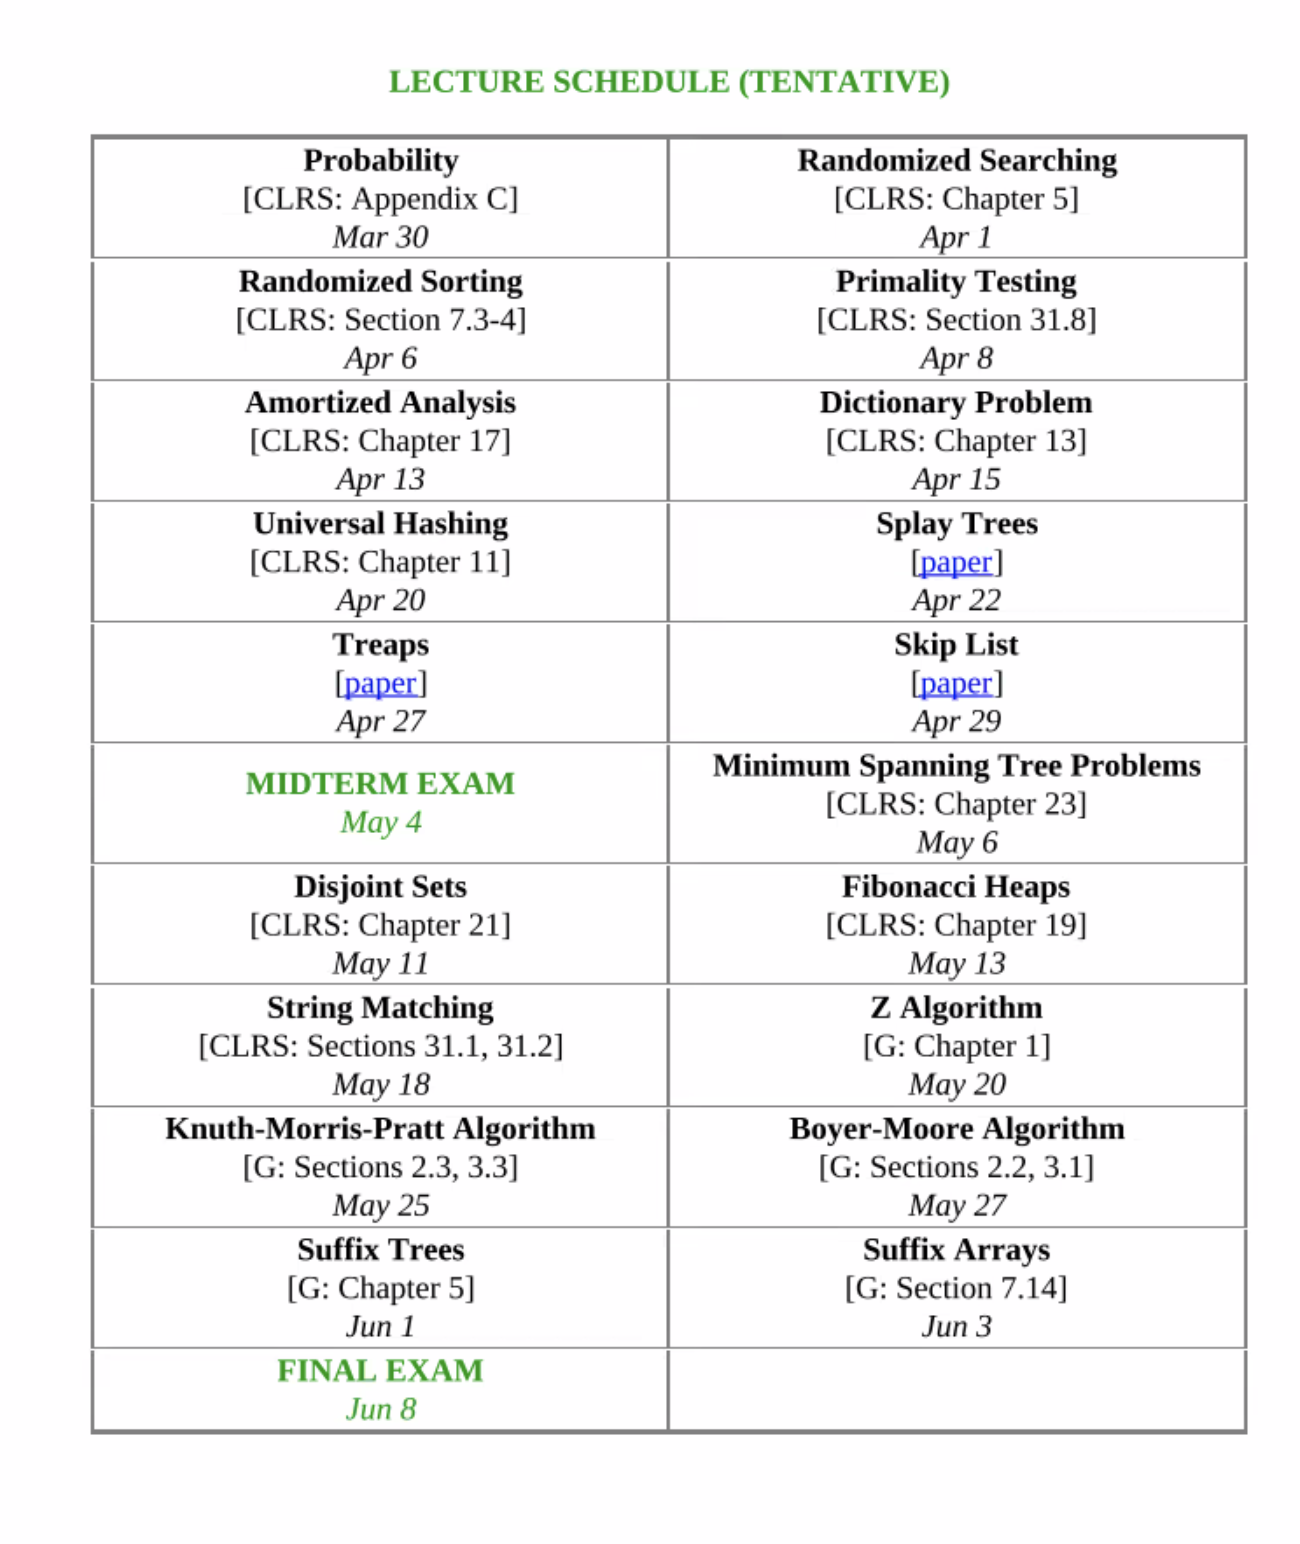 LECTURE SCHEDULE (TENTATIVE)
Probability
[CLRS: Appendix C]
Mar 30
Randomized Searching
[CLRS: Chapter 5]
Apr 1
Randomized Sorting
[CLRS: Section 7.3-4]
Apr 6
Primality Testing
[CLRS: Section 31.8]
Apr 8
Amortized Analysis
[CLRS: Chapter 17]
Apr 13
Dictionary Problem
[CLRS: Chapter 13]
Apr 15
Universal Hashing
[CLRS: Chapter 11]
Apr 20
Splay Trees
[paper]
Apr 22
Treaps
[paper]
Apr 27
Skip List
[paper]
Apr 29
MIDTERM EXAM
May 4
Minimum Spanning Tree Problems
[CLRS: Chapter 23]
May 6
Disjoint Sets
[CLRS: Chapter 21]
May 11
Fibonacci Heaps
[CLRS: Chapter 19]
May 13
String Matching
[CLRS: Sections 31.1, 31.2]
May 18
Z Algorithm
[G: Chapter 1]
May 20
Knuth-Morris-Pratt Algorithm
[G: Sections 2.3, 3.3]
May 25
Boyer-Moore Algorithm
[G: Sections 2.2, 3.1]
May 27
Suffix Trees
[G: Chapter 5]
Jun 1
Suffix Arrays
[G: Section 7.14]
Jun 3
FINAL EXAM
Jun 8